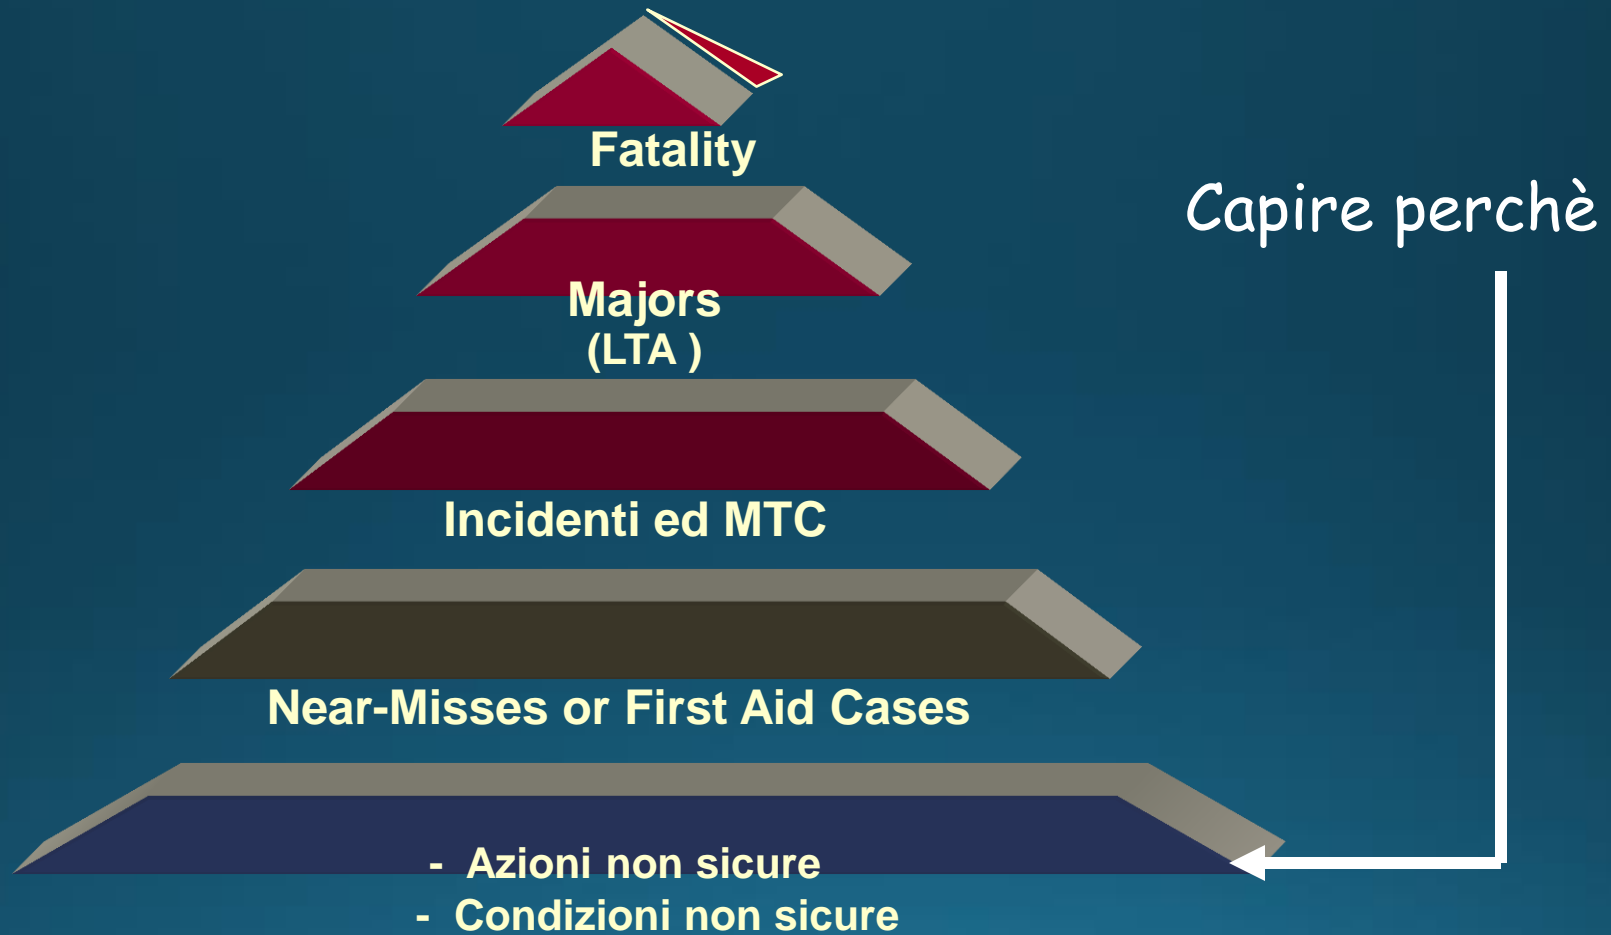 Fatality
Capire perchè
Majors
(LTA )
Incidenti ed MTC
Near-Misses or First Aid Cases
- Azioni non sicure
- Condizioni non sicure